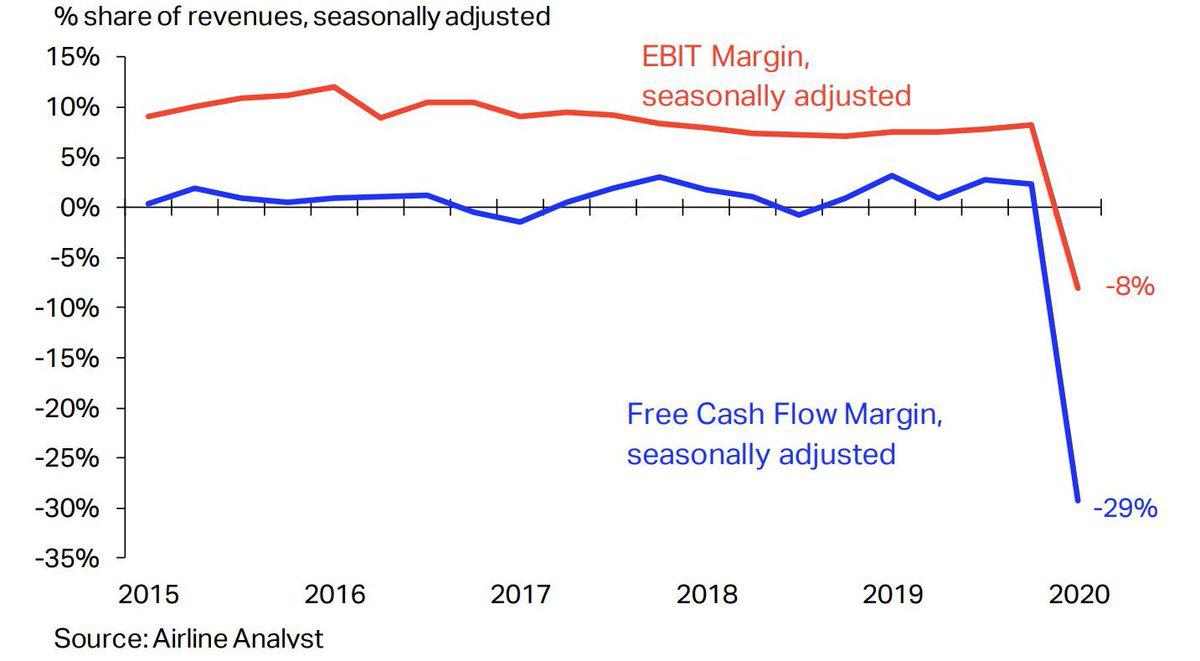 % share of revenues, seasonally adjusted
15%
10%
5%
0%
-5%
-10%
-15%
-20%
-25%
-30%
-35%
EBIT Margin,
seasonally adjusted
-8%
Free Cash Flow Margin,
seasonally adjusted
-29%
2015 2016 2017 2018 2019 2020
Source: Airline Analyst